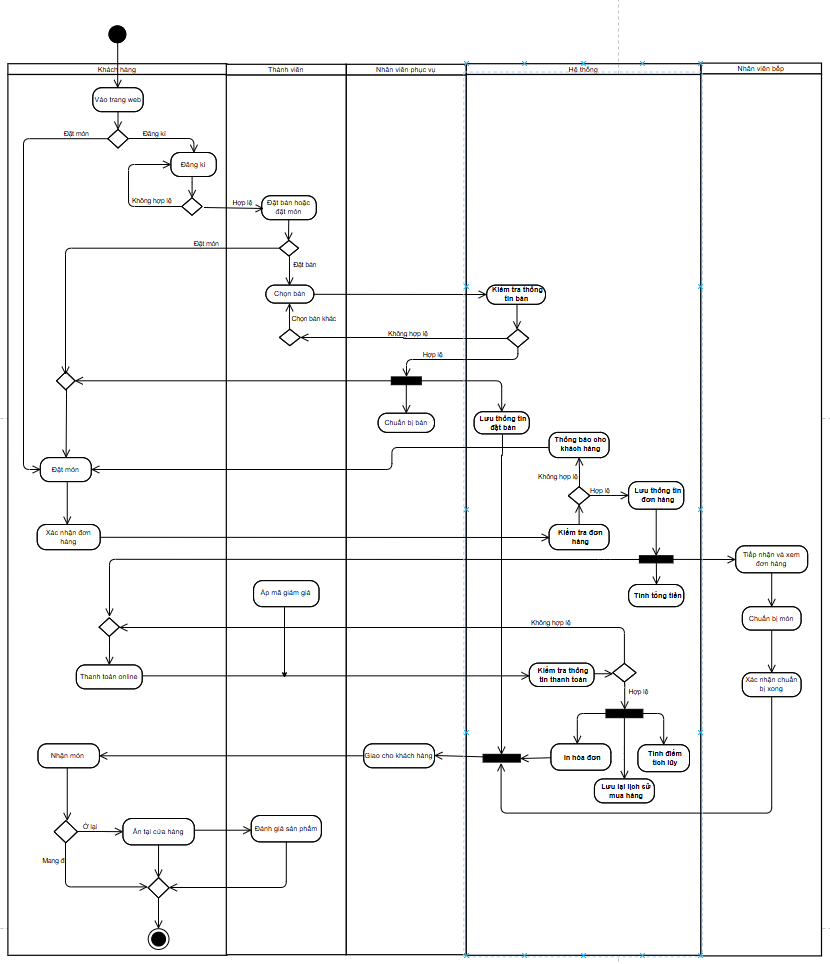 Khách hàng
Thành viên
Nhân viên phục vụ
Hệ thống
Nhân viên bếp
Vào trang web
Đặt món
Đăng kí
Đăng kí
Không hợp lệ
Hợp lệ
Đặt bàn hoặc
đặt món
Đặt món
Đặt bàn
Chọn bàn
Kiểm tra thông
tin bàn
Chọn bàn khác
Không hợp lệ
Hợp lệ
Chuẩn bị bàn
Lưu thông tin
đặt bàn
Thông báo cho
khách hàng
Đặt món
Không hợp lệ
Hợp lệ
Lưu thông tin
đơn hàng
Xác nhận đơn
hàng
Kiểm tra đơn
hàng
Tiếp nhận và xem
đơn hàng
Áp mã giảm giá
Tính tổng tiền
Chuẩn bị món
Không hợp lệ
Thanh toán online
Kiểm tra thông
tin thanh toán
Hợp lệ
Xác nhận chuẩn
bị xong
Nhận món
Giao cho khách hàng
In hóa đơn
Tính điểm
tích lũy
Lưu lại lịch sử
mua hàng
Ở lại
Ăn tại cửa hàng
Đánh giá sản phẩm
Mang đi